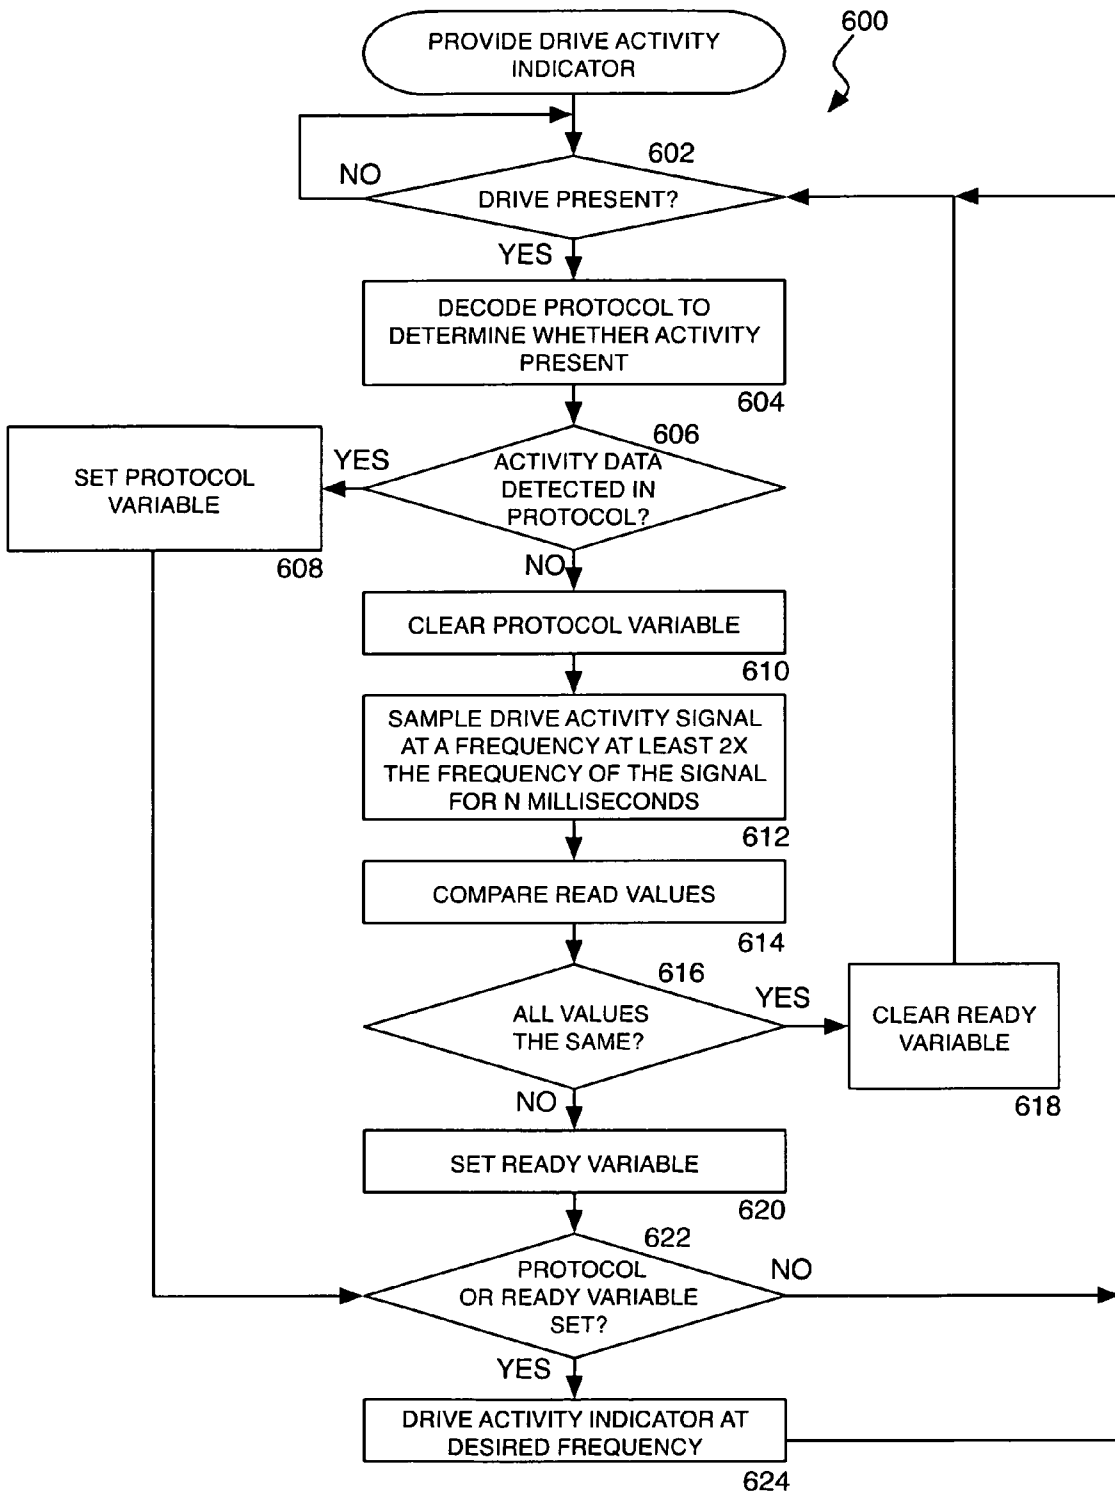 PROVIDE DRIVE ACTIVITY
INDICATOR
600
602
NO
DRIVE PRESENT?
YES
DECODE PROTOCOL TO
DETERMINE WHETHER ACTIVITY
PRESENT
604
606
YES
ACTIVITY DATA
DETECTED IN
PROTOCOL?
SET PROTOCOL
VARIABLE
608
NO
CLEAR PROTOCOL VARIABLE
610
SAMPLE DRIVE ACTIVITY SIGNAL
AT A FREQUENCY AT LEAST 2X
THE FREQUENCY OF THE SIGNAL
FOR N MILLISECONDS
612
COMPARE READ VALUES
614
616
ALL VALUES
THE SAME?
YES
CLEAR READY
VARIABLE
618
NO
SET READY VARIABLE
620
622
PROTOCOL
OR READY VARIABLE
SET?
NO
YES
DRIVE ACTIVITY INDICATOR AT
DESIRED FREQUENCY
624